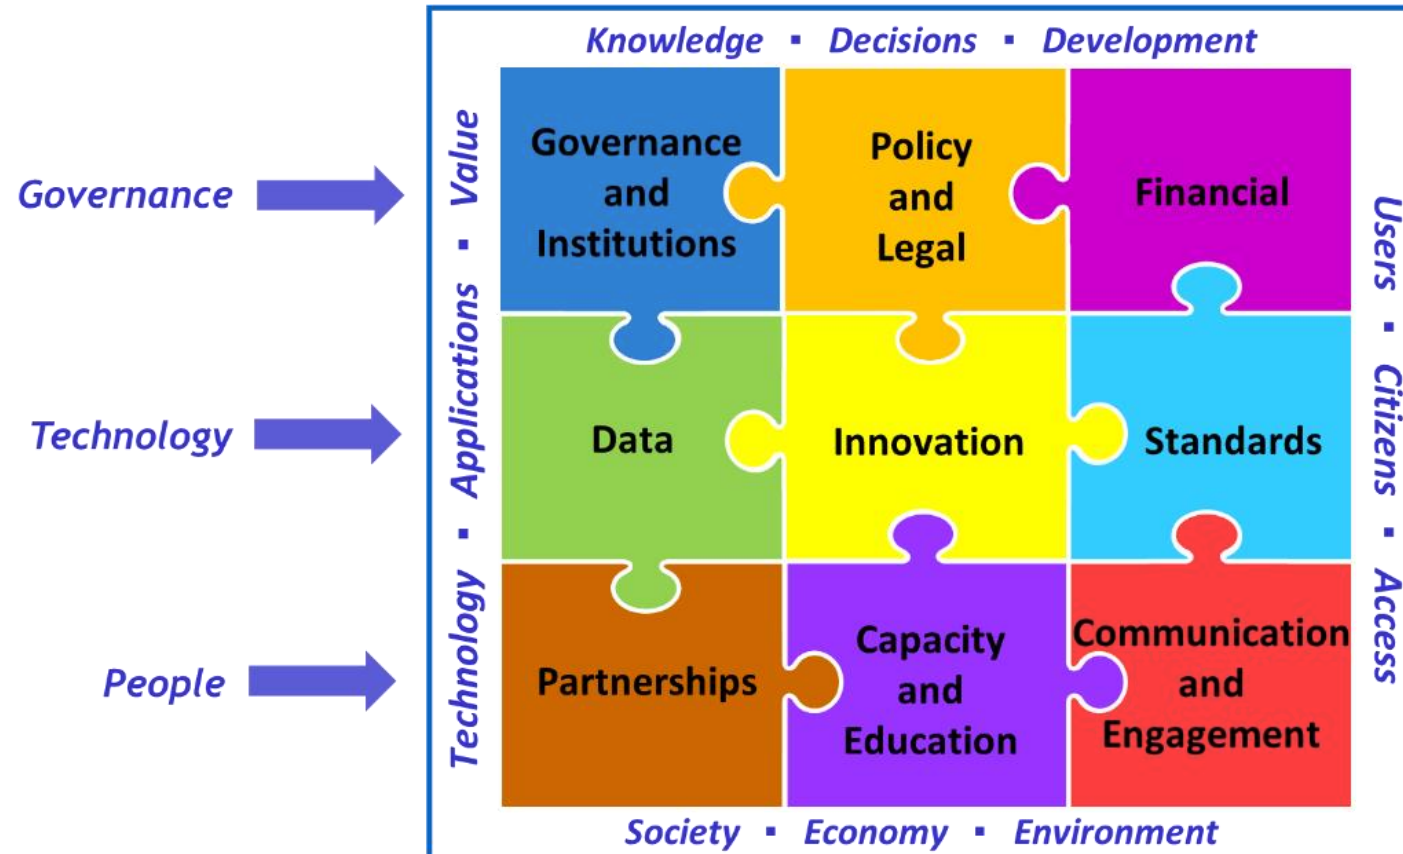 Knowledge ▪ Decisions ▪ Development
Governance
Technology ▪ Applications ▪ Value
Governance
and
Institutions
Policy
and
Legal
Financial
Users ▪ Citizens ▪ Access
Technology
Data
Innovation
Standards
People
Partnerships
Capacity
and
Education
Communication
and
Engagement
Society ▪ Economy ▪ Environment